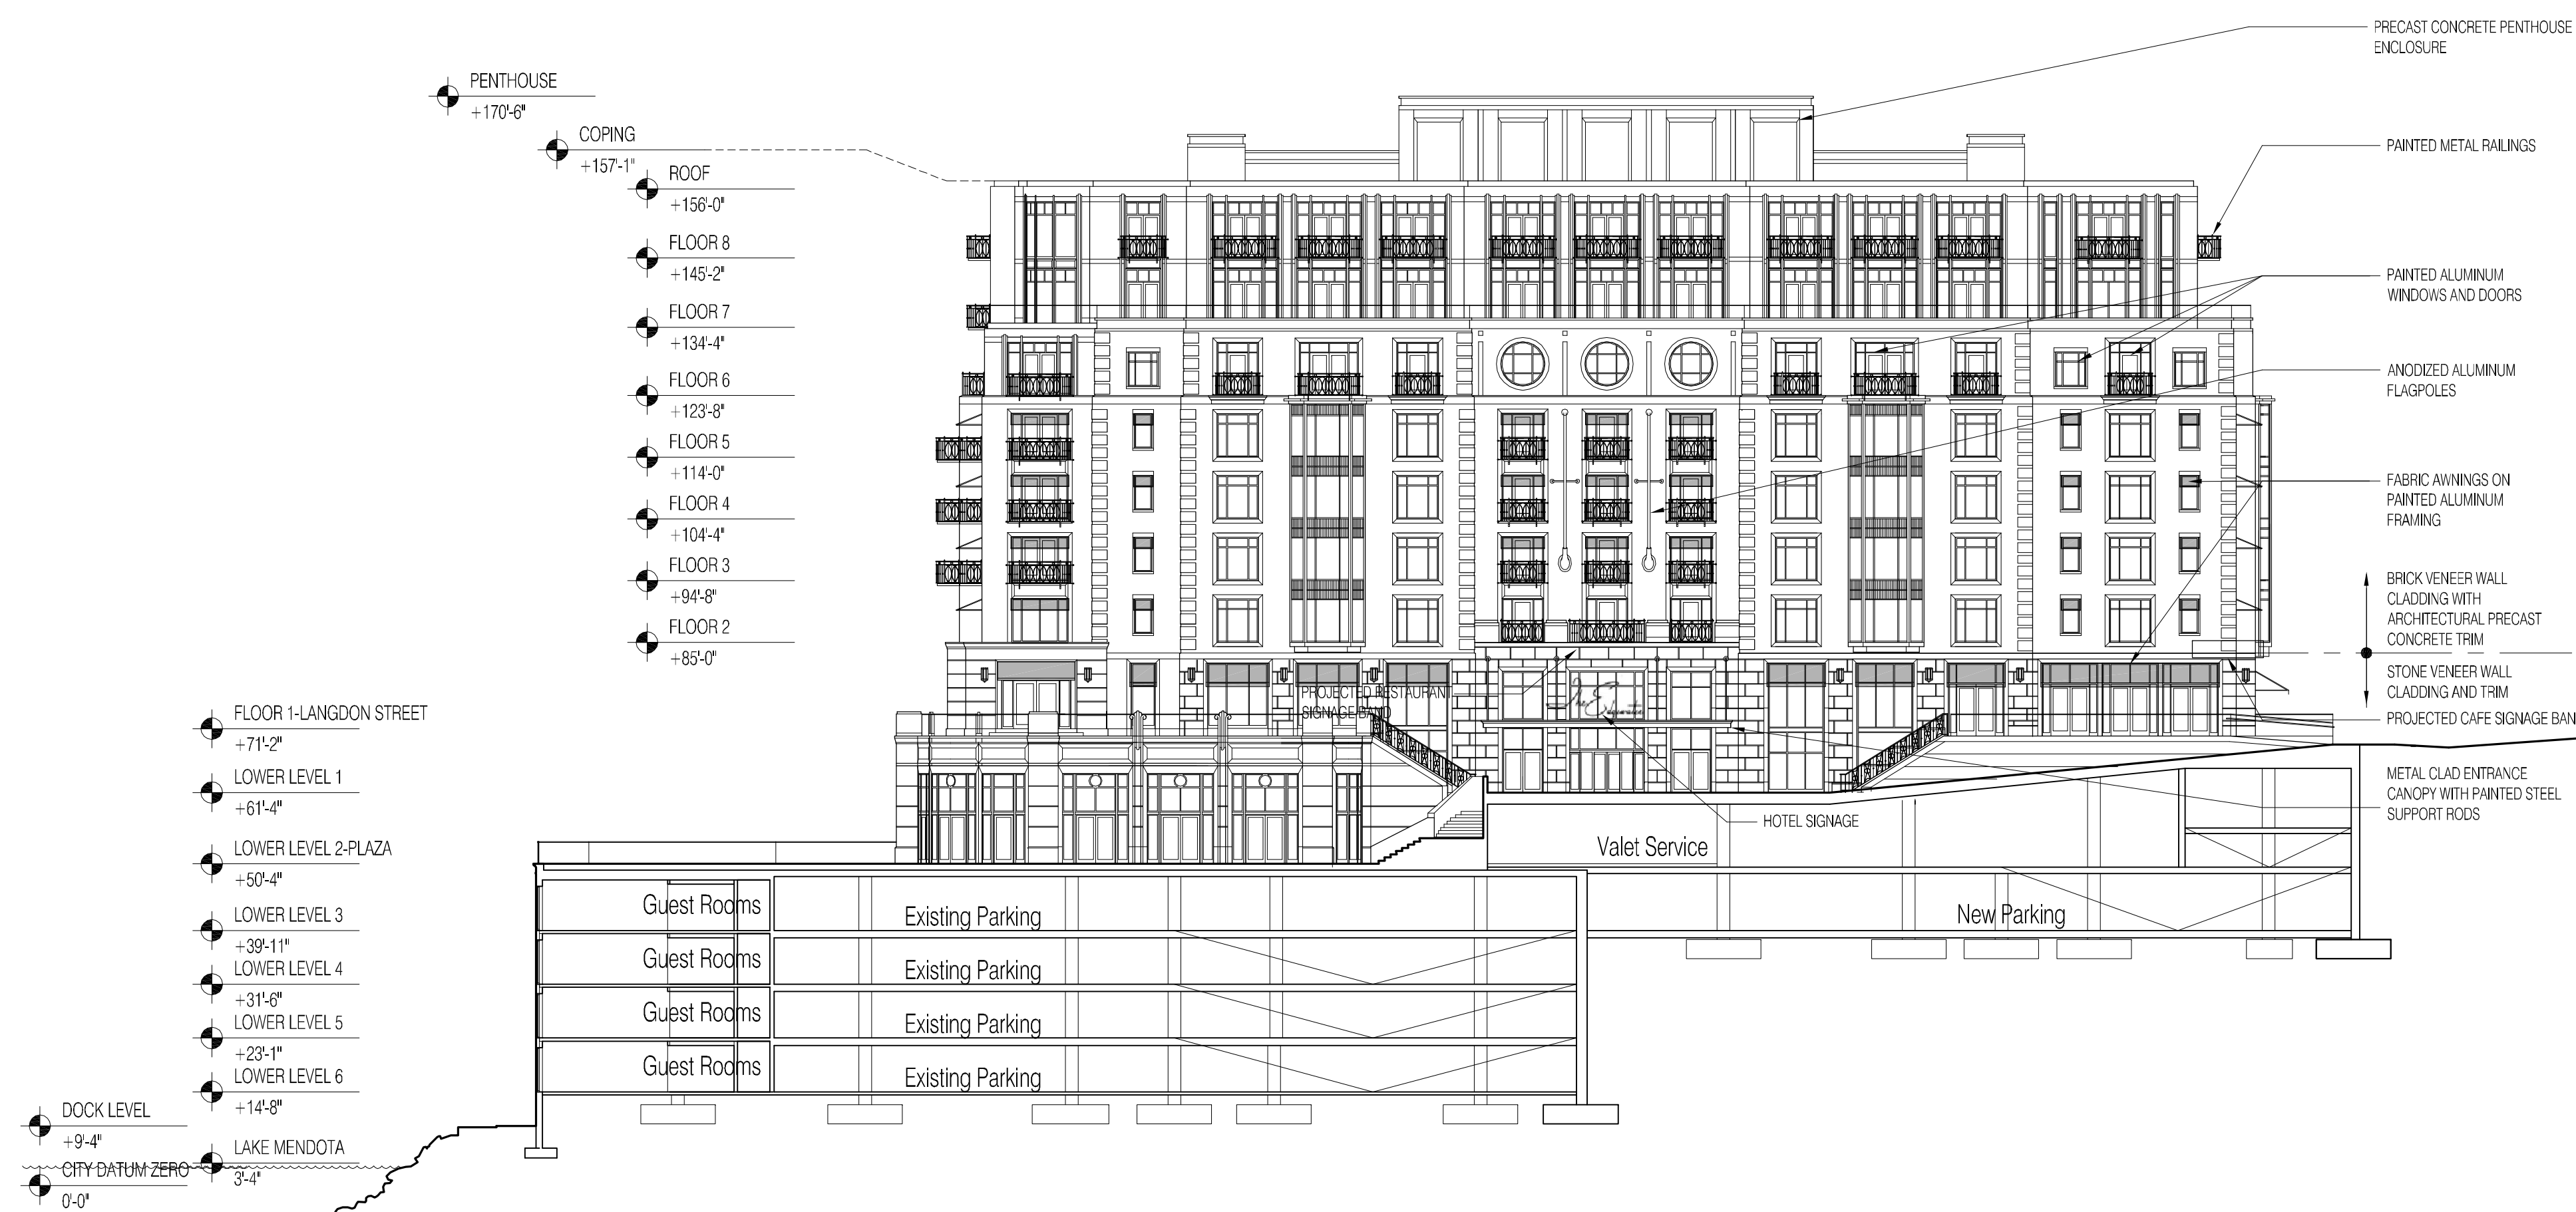 PRECAST CONCRETE PENTHOUSE
ENCLOSURE
PENTHOUSE
+170'-6"
COPING
+157'-1"
PAINTED METAL RAILINGS
ROOF
+156'-0"
FLOOR 8
+145'-2"
PAINTED ALUMINUM
WINDOWS AND DOORS
FLOOR 7
+134'-4"
FLOOR 6
+123'-8"
ANODIZED ALUMINUM
FLAGPOLES
FLOOR 5
+114'-0"
FABRIC AWNINGS ON
PAINTED ALUMINUM
FRAMING
FLOOR 4
+104'-4"
FLOOR 3
+94'-8"
BRICK VENEER WALL
CLADDING WITH
ARCHITECTURAL PRECAST
CONCRETE TRIM
FLOOR 2
+85'-0"
STONE VENEER WALL
CLADDING AND TRIM
PROJECTED RESTAURANT
SIGNAGE BAND
The Edgewater
PROJECTED CAFE SIGNAGE BAN
FLOOR 1-LANGDON STREET
+71'-2"
LOWER LEVEL 1
+61'-4"
METAL CLAD ENTRANCE
CANOPY WITH PAINTED STEEL
SUPPORT RODS
HOTEL SIGNAGE
Valet Service
LOWER LEVEL 2-PLAZA
+50'-4"
LOWER LEVEL 3
+39'-11"
Guest Rooms
Existing Parking
New Parking
LOWER LEVEL 4
+31'-6"
Guest Rooms
Existing Parking
LOWER LEVEL 5
+23'-1"
Guest Rooms
Existing Parking
LOWER LEVEL 6
+14'-8"
Guest Rooms
Existing Parking
DOCK LEVEL
+9'-4"
LAKE MENDOTA
3'-4"
CITY DATUM ZERO
0'-0"